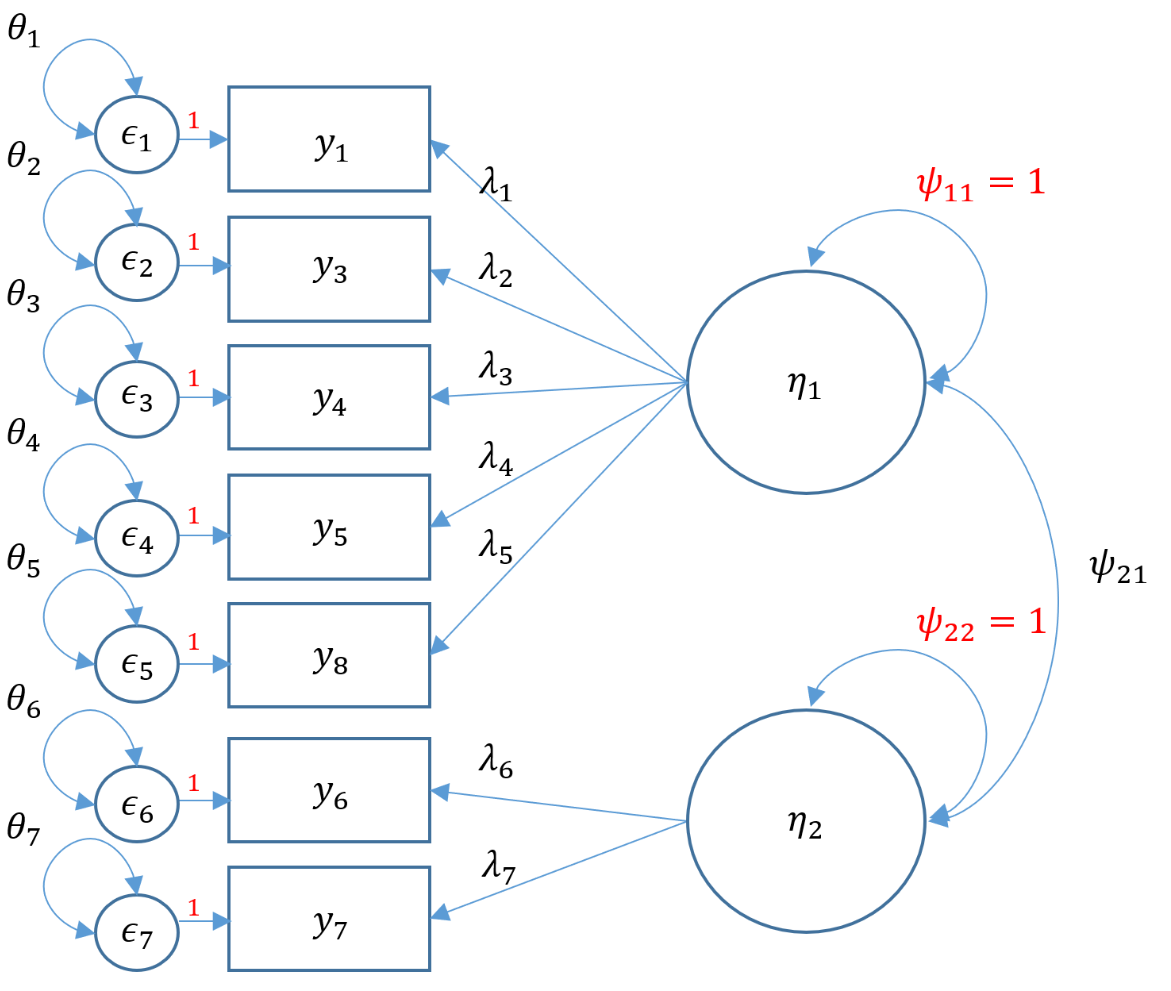 θ₁
ϵ₁ 1 y₁
λ₁
ψ₁₁ = 1
θ₂
ϵ₂ 1 y₃
λ₂
θ₃
ϵ₃ 1 y₄
λ₃
η₁
θ₄
ϵ₄ 1 y₅
λ₄
θ₅
ϵ₅ 1 y₈
λ₅
ψ₂₁
ψ₂₂ = 1
θ₆
ϵ₆ 1 y₆
λ₆
η₂
θ₇
ϵ₇ 1 y₇
λ₇